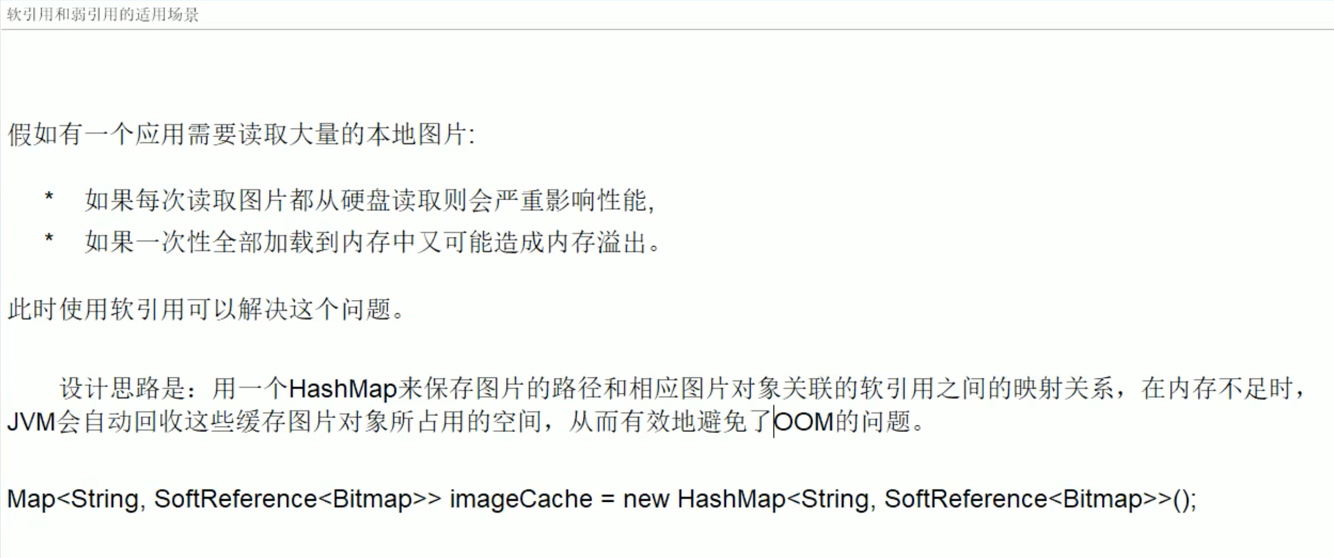 软引用和弱引用的适用场景
假如有一个应用需要读取大量的本地图片:
* 如果每次读取图片都从硬盘读取则会严重影响性能,
* 如果一次性全部加载到内存中又可能造成内存溢出。
此时使用软引用可以解决这个问题。
设计思路是：用一个HashMap来保存图片的路径和相应图片对象关联的软引用之间的映射关系，在内存不足时，
JVM会自动回收这些缓存图片对象所占用的空间，从而有效地避免了OOM的问题。
Map<String, SoftReference<Bitmap>> imageCache = new HashMap<String, SoftReference<Bitmap>>();